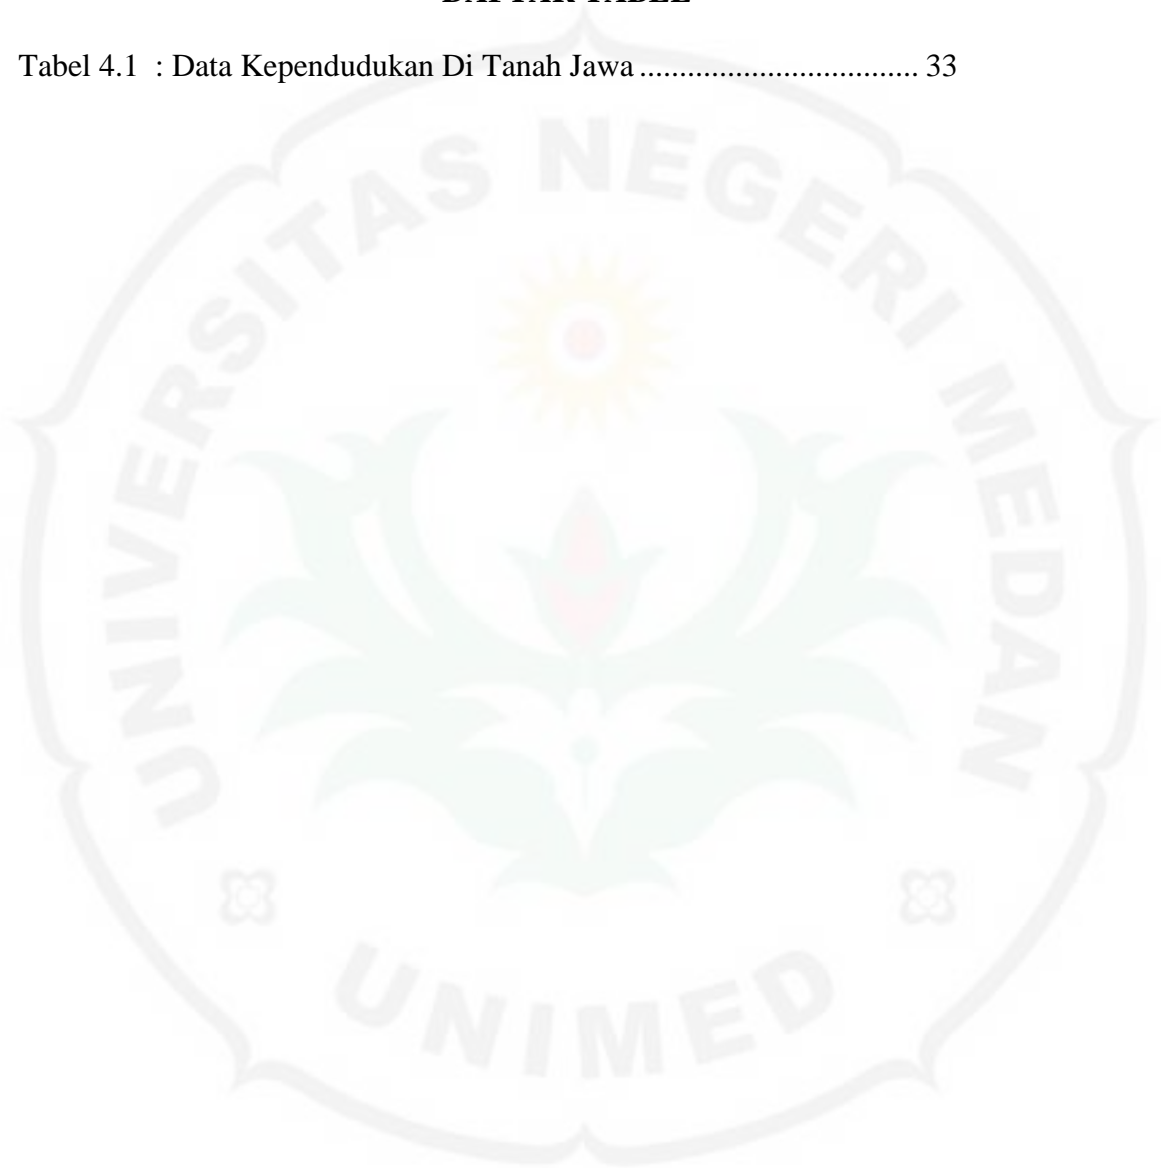 DAFTAR TABEL
Tabel 4.1 : Data Kependudukan Di Tanah Jawa ................................... 33
UNIVERSITAS NEGERI MEDAN
UNIMED